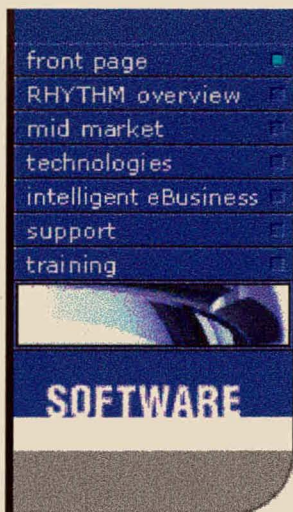 front page
RHYTHM overview
mid market
technologies
intelligent eBusiness
support
training
SOFTWARE